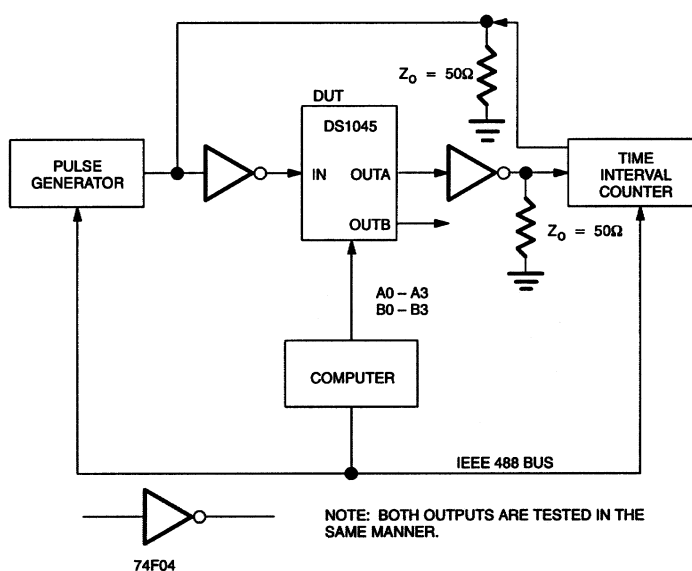 Z₀ = 50Ω
DUT
DS1045
PULSE
GENERATOR
IN
OUTA
OUTB
TIME
INTERVAL
COUNTER
Z₀ = 50Ω
A0 – A3
B0 – B3
COMPUTER
IEEE 488 BUS
NOTE: BOTH OUTPUTS ARE TESTED IN THE
SAME MANNER.
74F04